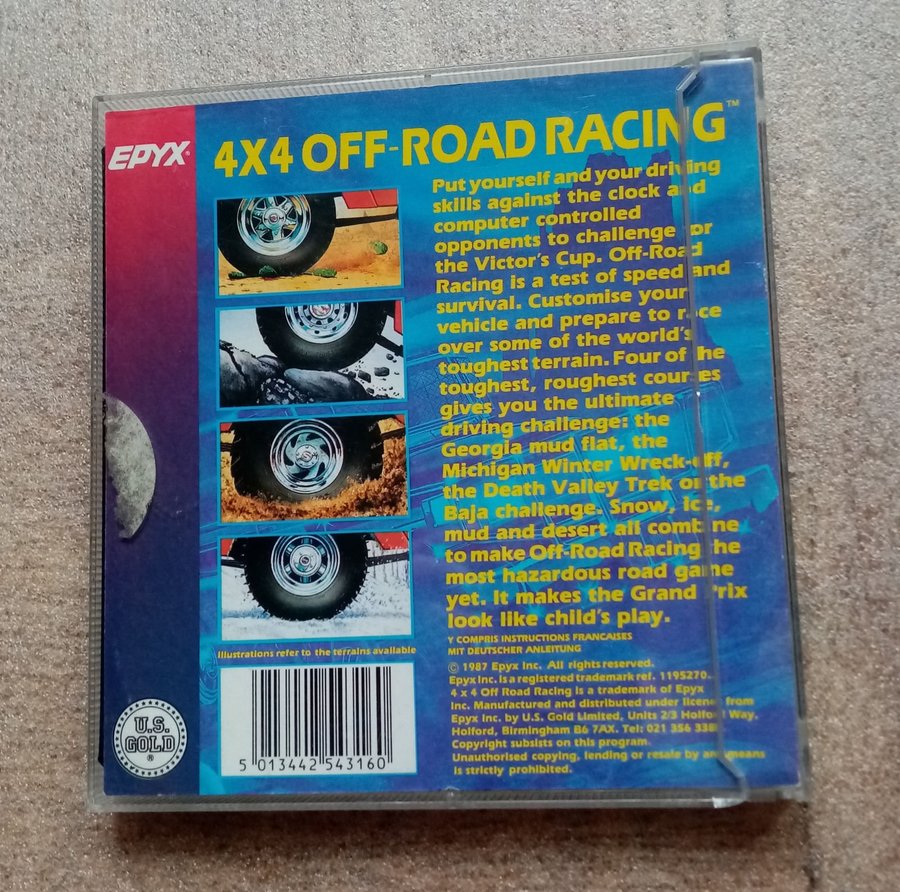 EPYX®
4X4 OFF-ROAD RACING™
Put yourself and your driving
skills against the clock and
computer controlled
opponents to challenge for
the Victor's Cup. Off-Road
Racing is a test of speed and
survival. Customise your
vehicle and prepare to race
over some of the world's
toughest terrain. Four of the
toughest, roughest courses
gives you the ultimate
driving challenge: the
Georgia mud flat, the
Michigan Winter Wreck-off,
the Death Valley Trek or the
Baja challenge. Snow, ice,
mud and desert all combine
to make Off-Road Racing the
most hazardous road game
yet. It makes the Grand Prix
look like child's play.
Y COMPRIS INSTRUCTIONS FRANCAISES
MIT DEUTSCHER ANLEITUNG
Illustrations refer to the terrains available
© 1987 Epyx Inc. All rights reserved.
Epyx Inc. is a registered trademark ref. 1195270.
4 x 4 Off Road Racing is a trademark of Epyx
Inc. Manufactured and distributed under license from
Epyx Inc. by U.S. Gold Limited, Units 2/3 Holford Way,
Holford, Birmingham B6 7AX. Tel: 021 356
Copyright subsists on this program.
Unauthorised copying, lending or resale by any means
is strictly prohibited.
U.S.
GOLD
®
5 013442 543160